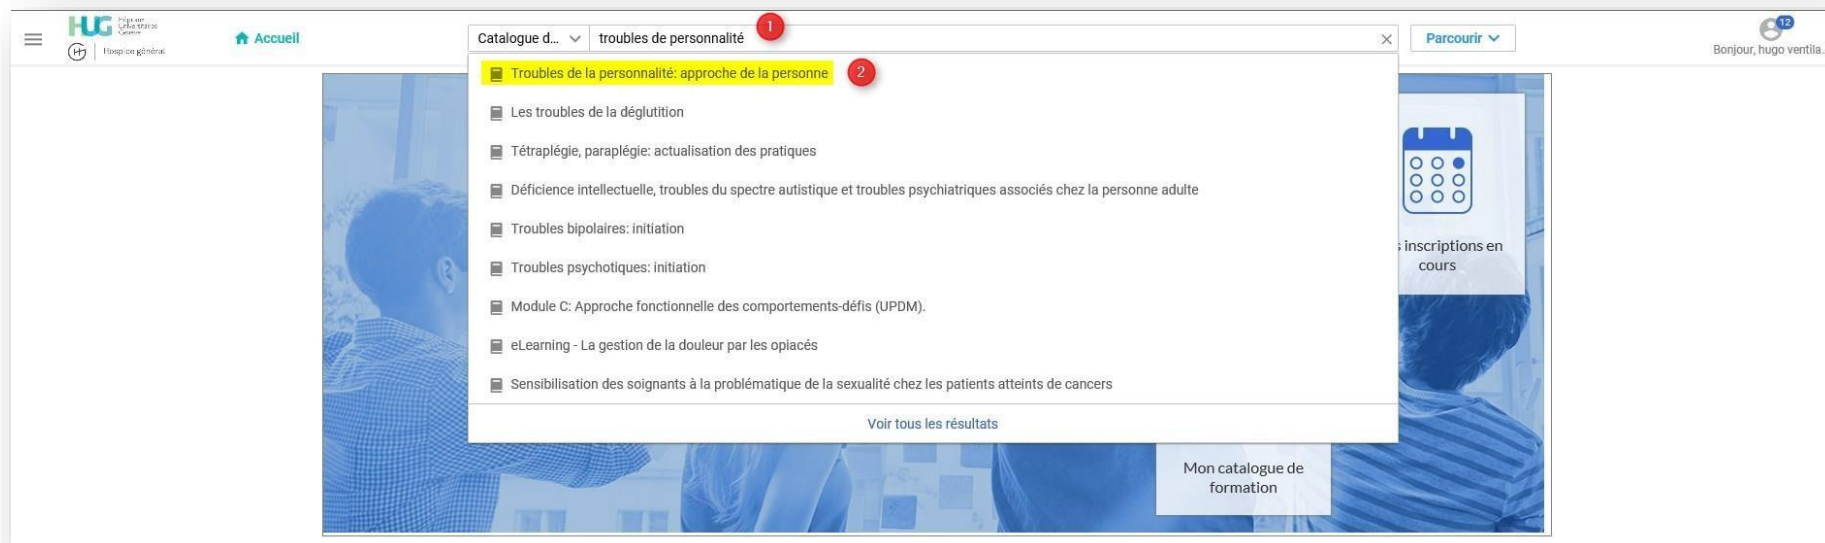 HUG Hôpitaux
Universitaires
Genève
Hospice général
Accueil
Catalogue d... troubles de personnalité 1
Parcourir
12
Bonjour, hugo ventila..
Troubles de la personnalité: approche de la personne 2
Les troubles de la déglutition
Tétraplégie, paraplégie: actualisation des pratiques
Déficience intellectuelle, troubles du spectre autistique et troubles psychiatriques associés chez la personne adulte
Troubles bipolaires: initiation
Troubles psychotiques: initiation
Module C: Approche fonctionnelle des comportements-défis (UPDM).
eLearning - La gestion de la douleur par les opiacés
Sensibilisation des soignants à la problématique de la sexualité chez les patients atteints de cancers
Voir tous les résultats
inscriptions en
cours
Mon catalogue de
formation